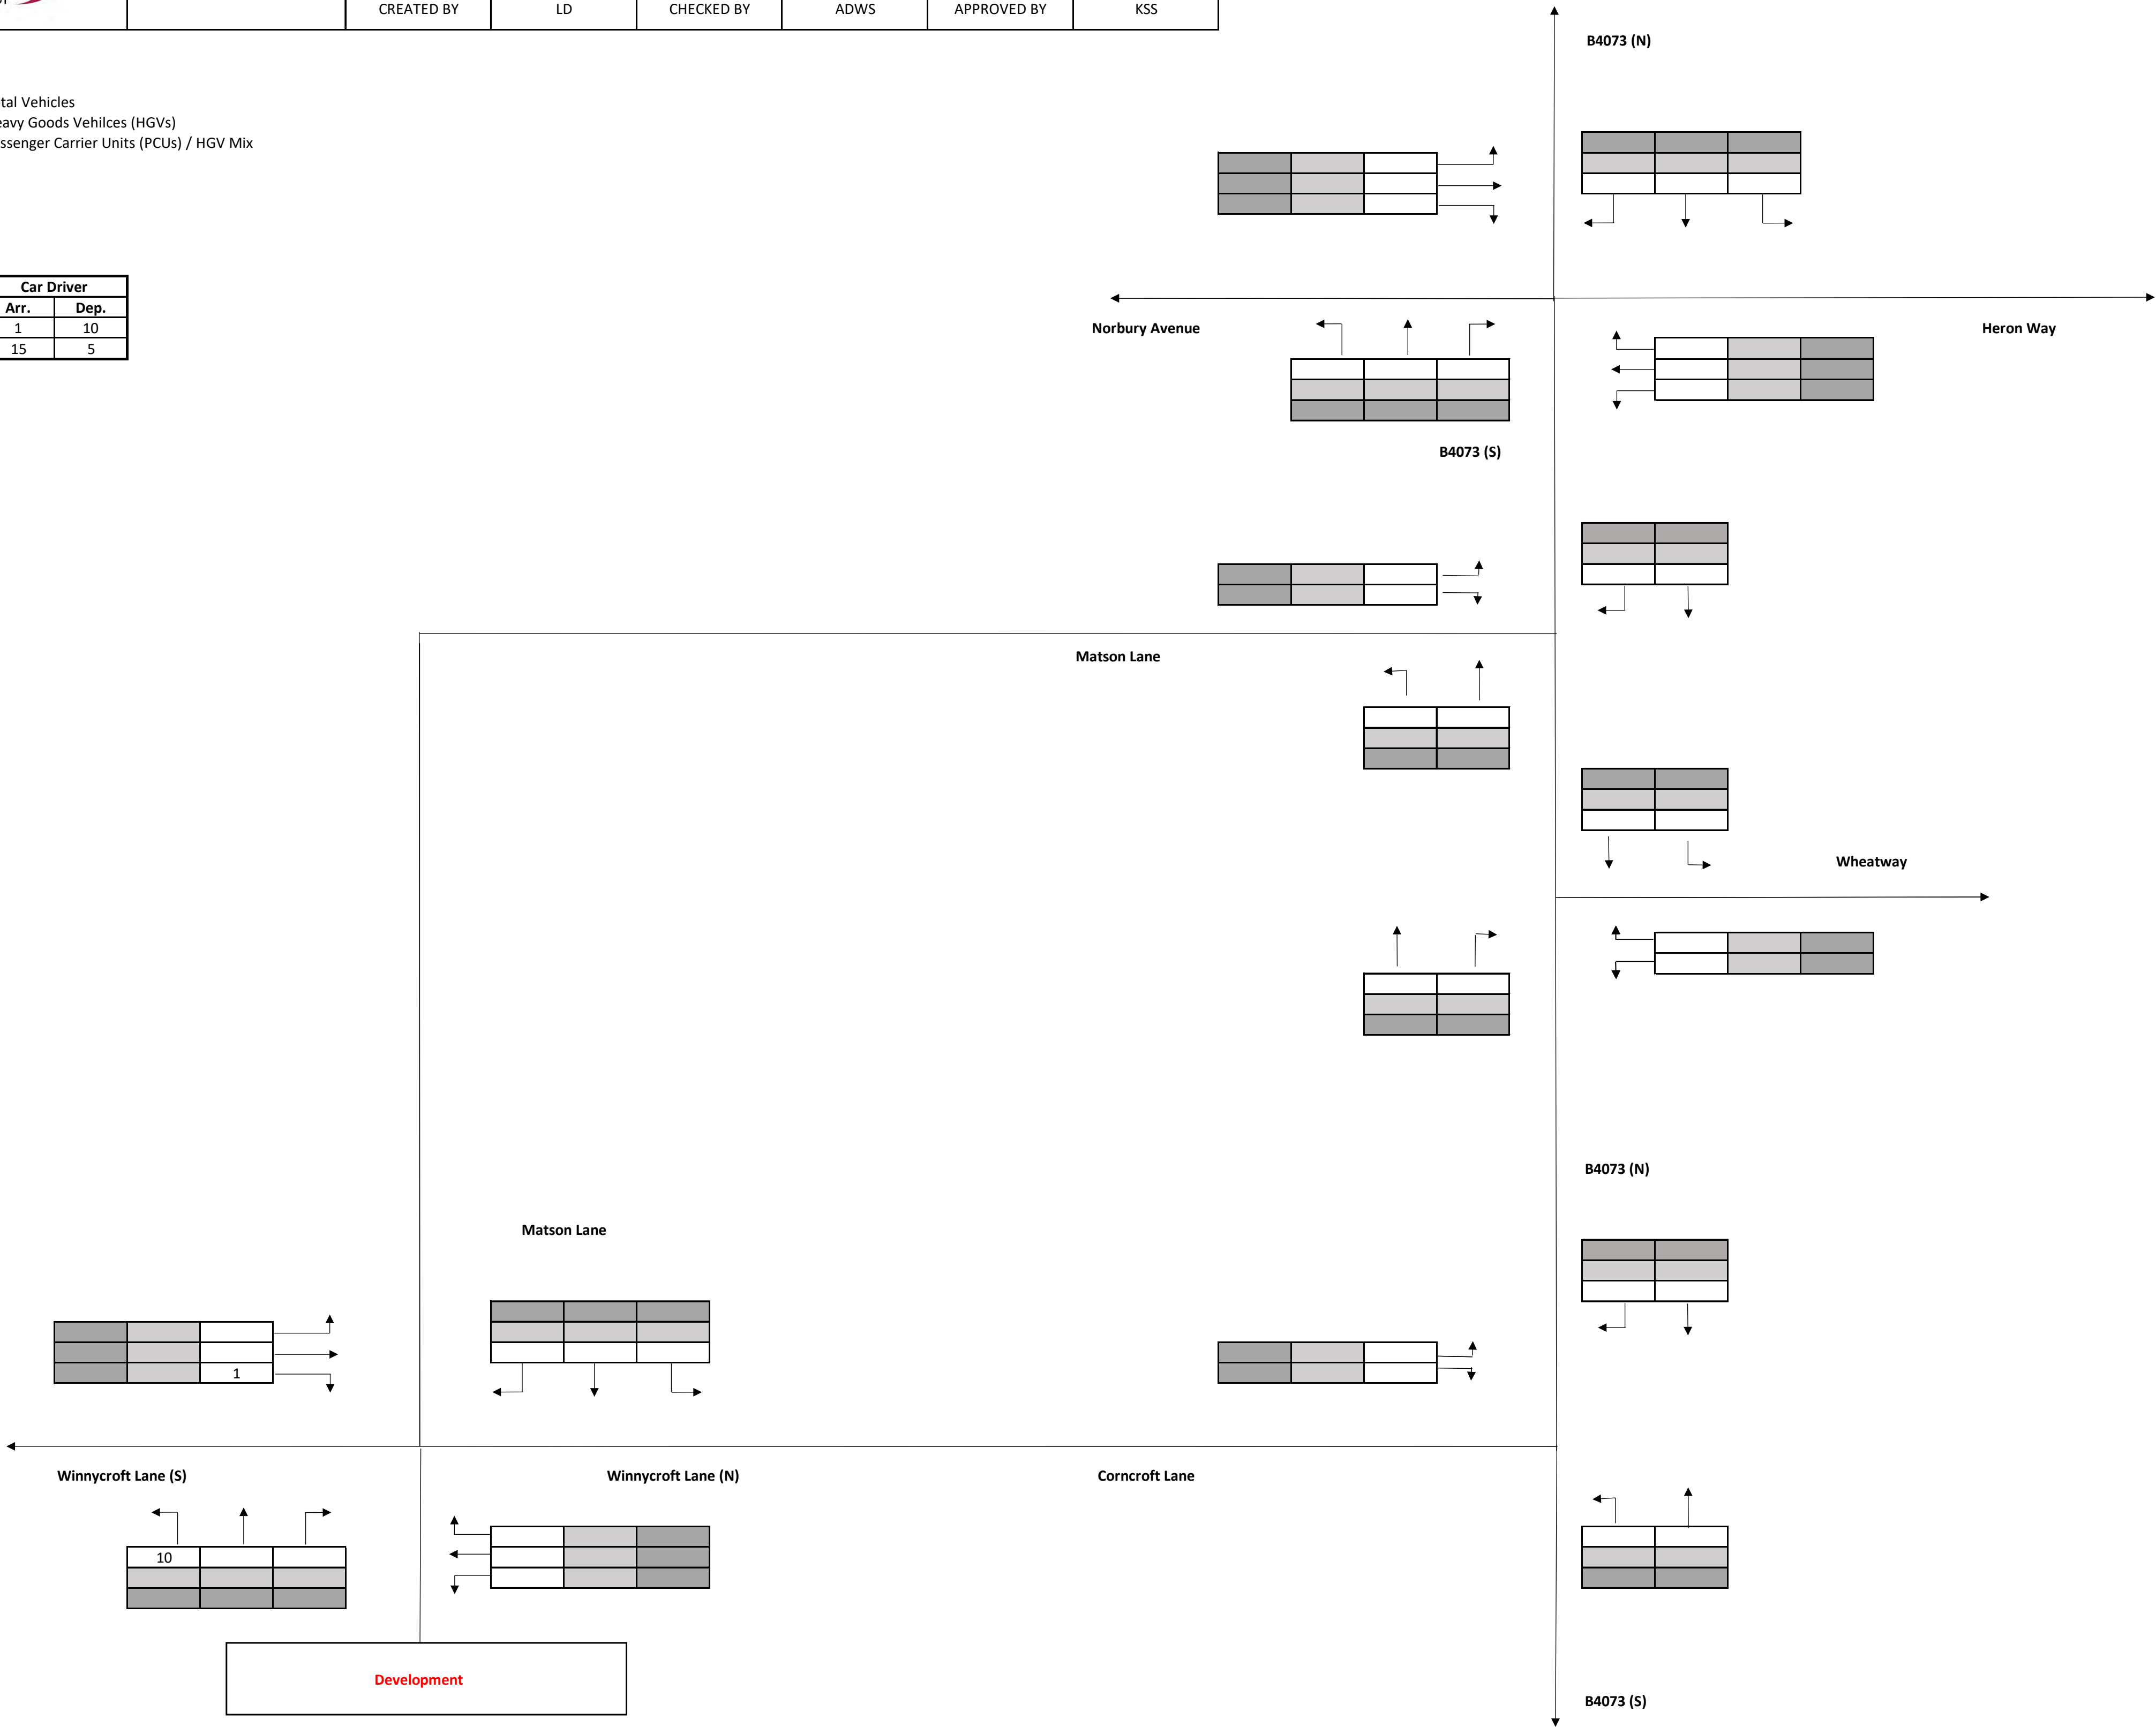 CREATED BY LD CHECKED BY ADWS APPROVED BY KSS
B4073 (N)
tal Vehicles
eavy Goods Vehilces (HGVs)
ssenger Carrier Units (PCUs) / HGV Mix
Car Driver
Arr. Dep.
1 10
15 5
Norbury Avenue
Heron Way
B4073 (S)
Matson Lane
Wheatway
B4073 (N)
Matson Lane
1
Winnycroft Lane (S)
Winnycroft Lane (N)
Corncroft Lane
10
Development
B4073 (S)